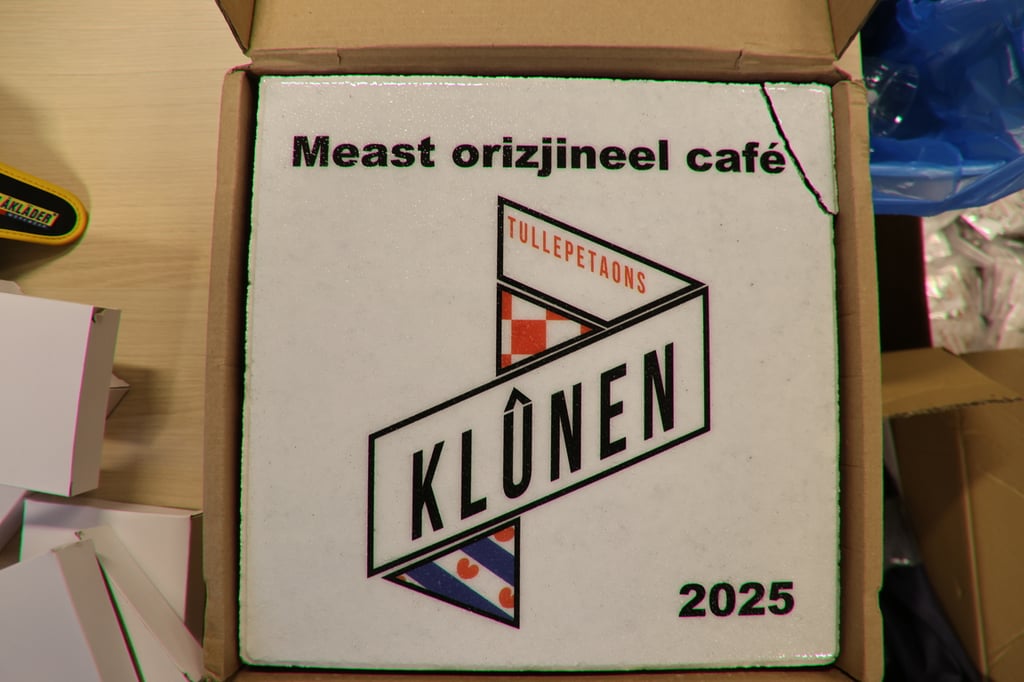 Meast orizjineel café
TULLEPETAONS
KLÛNEN
2025